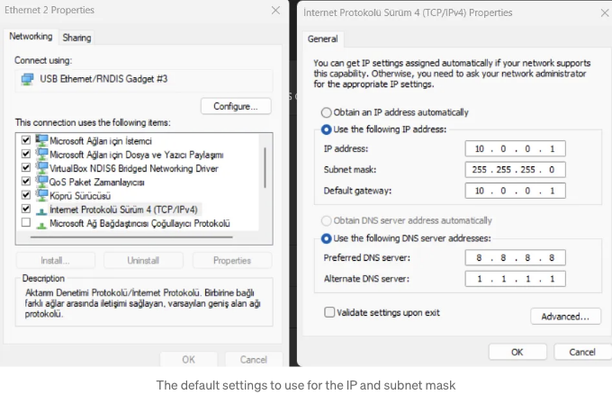 Ethernet 2 Properties
Networking Sharing
Connect using:
USB Ethernet/RNDIS Gadget #3
Configure...
This connection uses the following items:
Microsoft Ağları için İstemci
Microsoft Ağları için Dosya ve Yazıcı Paylaşımı
VirtualBox NDIS6 Bridged Networking Driver
QoS Paket Zamanlayıcısı
Köprü Sürücüsü
İnternet Protokolü Sürüm 4 (TCP/IPv4)
Microsoft Ağ Bağdaştırıcısı Çoğullayıcı Protokolü
Install... Uninstall Properties
Description
Aktarım Denetimi Protokolü/İnternet Protokolü. Birbirine bağlı
farklı ağlar arasında iletişimi sağlayan, varsayılan geniş alan ağı
protokolü.
OK Cancel
İnternet Protokolü Sürüm 4 (TCP/IPv4) Properties
General
You can get IP settings assigned automatically if your network supports
this capability. Otherwise, you need to ask your network administrator
for the appropriate IP settings.
Obtain an IP address automatically
Use the following IP address:
IP address: 10 . 0 . 0 . 1
Subnet mask: 255 . 255 . 255 . 0
Default gateway: 10 . 0 . 0 . 1
Obtain DNS server address automatically
Use the following DNS server addresses:
Preferred DNS server: 8 . 8 . 8 . 8
Alternate DNS server: 1 . 1 . 1 . 1
Validate settings upon exit
Advanced...
OK Cancel
The default settings to use for the IP and subnet mask